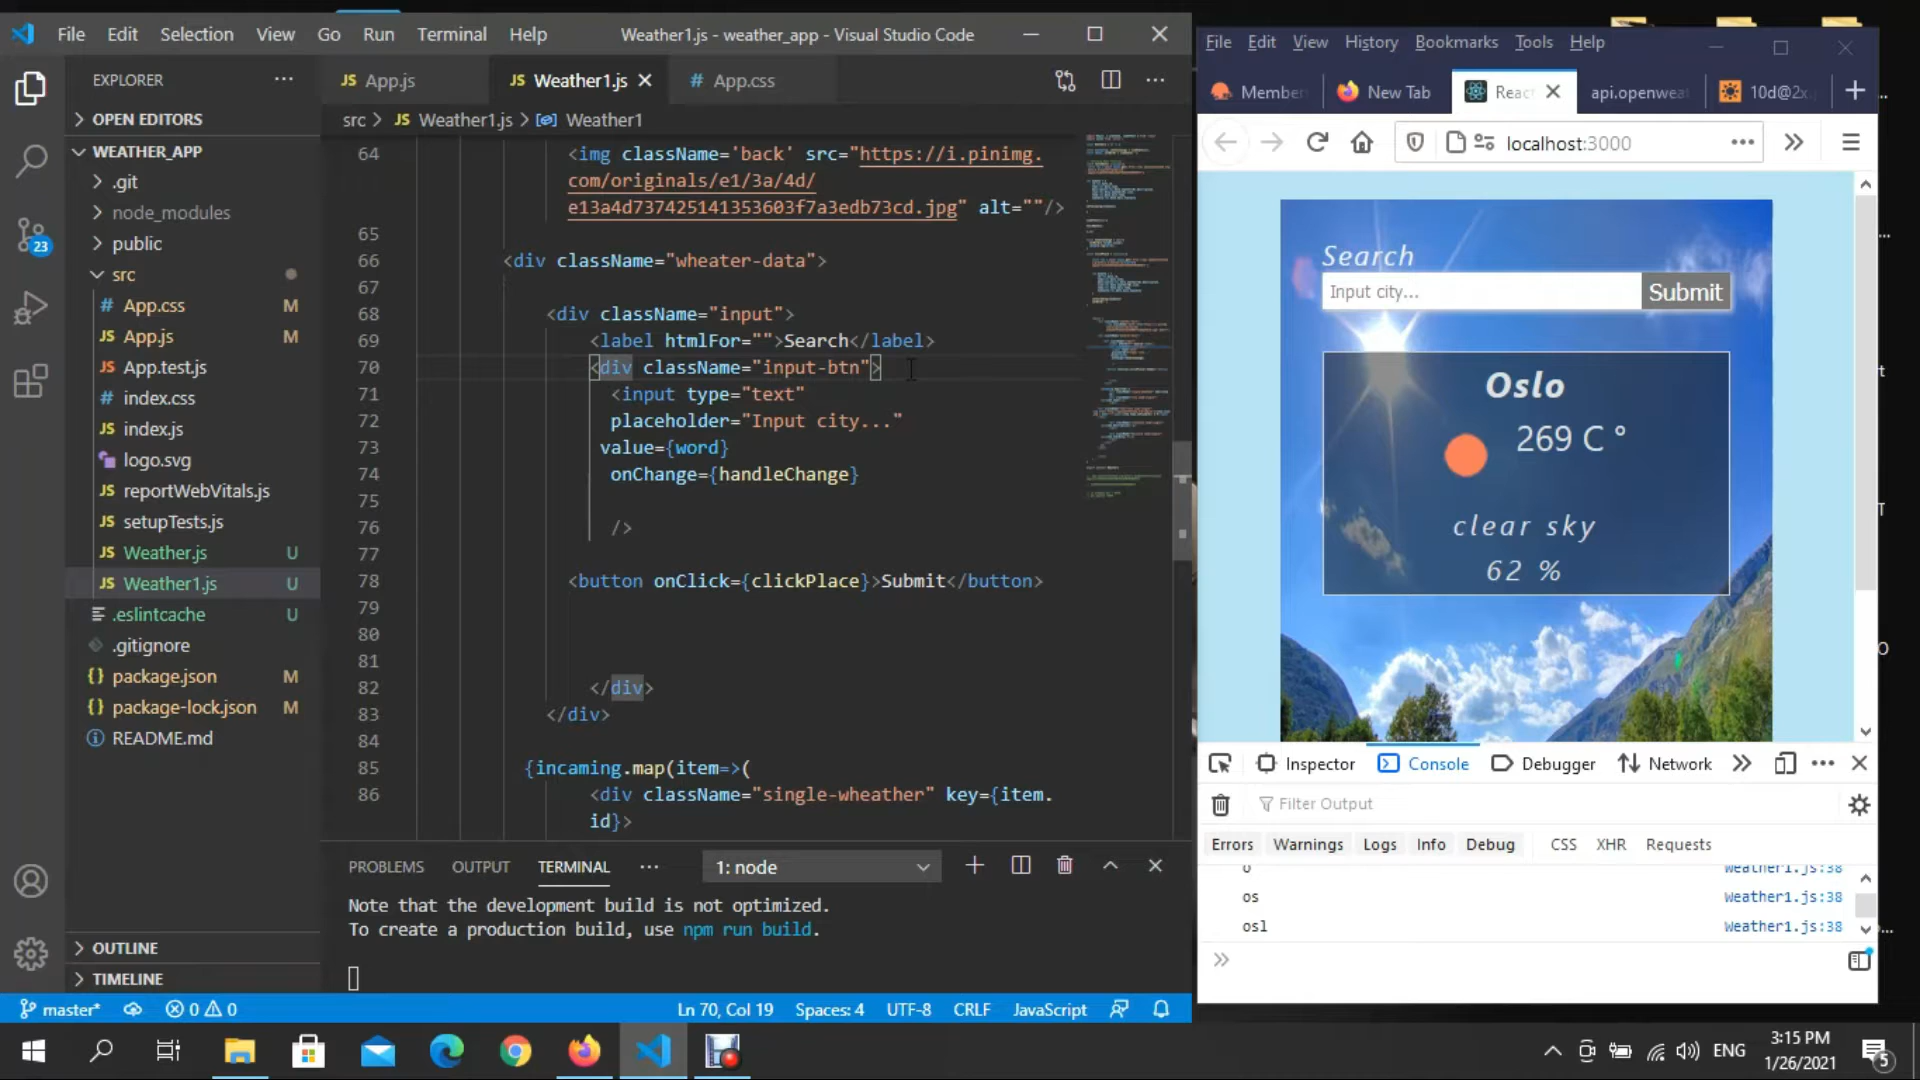 File Edit Selection View Go Run Terminal Help
Weather1.js - weather_app - Visual Studio Code
EXPLORER
OPEN EDITORS
WEATHER_APP
.git
node_modules
public
src
App.css M
App.js M
App.test.js
index.css
index.js
logo.svg
reportWebVitals.js
setupTests.js
Weather.js U
Weather1.js U
.eslintcache U
.gitignore
package.json M
package-lock.json M
README.md
OUTLINE
TIMELINE
23
JS App.js
JS Weather1.js
# App.css
src > JS Weather1.js > Weather1
64 <img className='back' src="https://i.pinimg.
com/originals/e1/3a/4d/
e13a4d737425141353603f7a3edb73cd.jpg" alt=""/>
65
66 <div className="wheater-data">
67
68 <div className="input">
69 <label htmlFor="">Search</label>
70 <div className="input-btn">
71 <input type="text"
72 placeholder="Input city..."
73 value={word}
74 onChange={handleChange}
75
76 />
77
78 <button onClick={clickPlace}>Submit</button>
79
80
81
82 </div>
83 </div>
84
85 {incaming.map(item=>(
86 <div className="single-wheather" key={item.
id}>
PROBLEMS OUTPUT TERMINAL
1: node
Note that the development build is not optimized.
To create a production build, use npm run build.
master* 0 0
Ln 70, Col 19 Spaces: 4 UTF-8 CRLF JavaScript
File Edit View History Bookmarks Tools Help
Member
New Tab
Reac
api.openwea
10d@2x.
localhost:3000
Search
Input city...
Submit
Oslo
269 C °
clear sky
62 %
Inspector Console Debugger Network
Filter Output
Errors Warnings Logs Info Debug CSS XHR Requests
o Weather1.js:38
os Weather1.js:38
osl Weather1.js:38
ENG
3:15 PM
1/26/2021
5